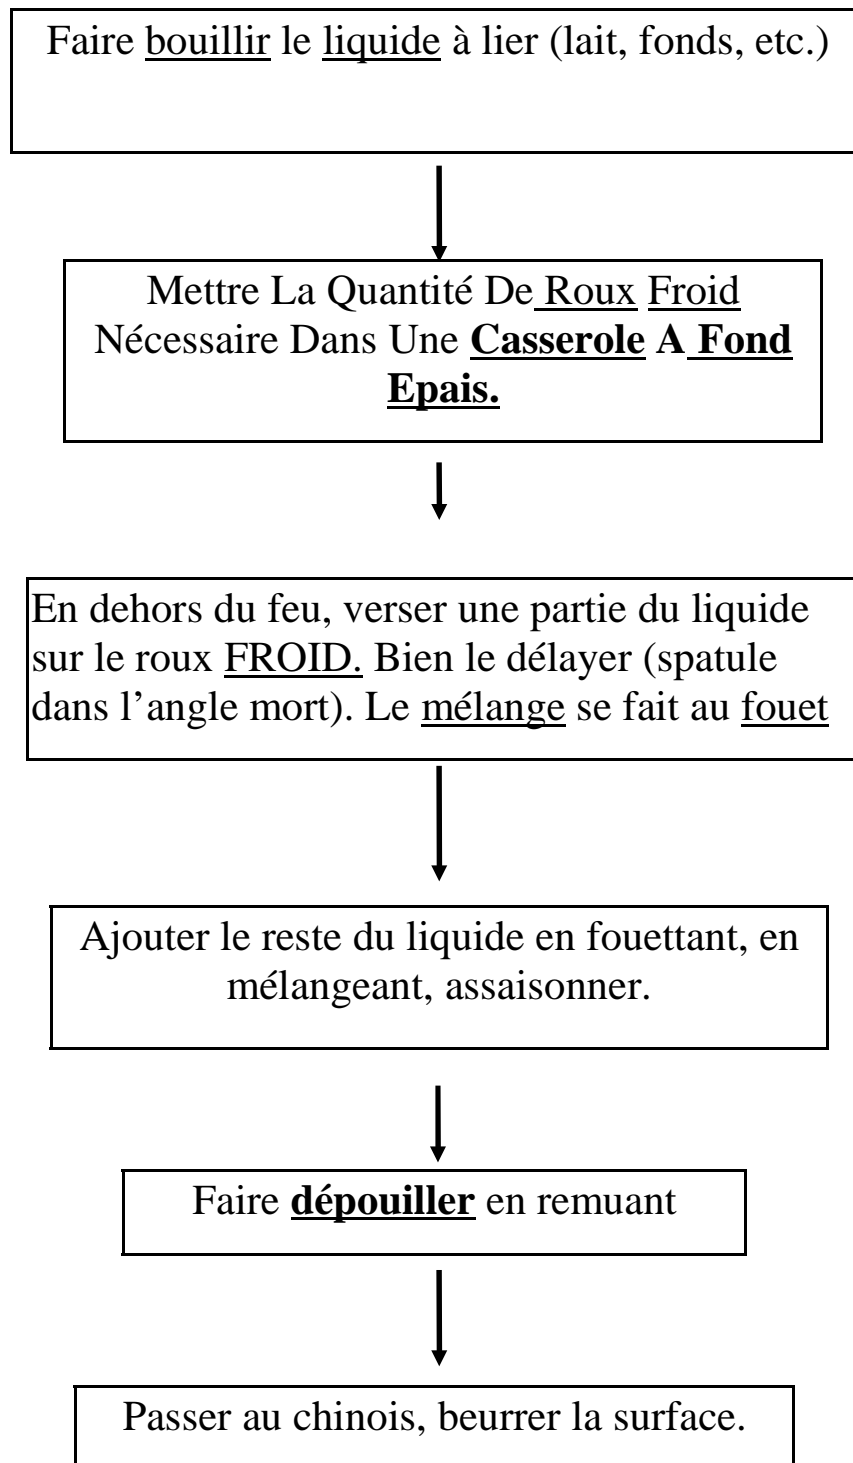 Faire bouillir le liquide à lier (lait, fonds, etc.)
Mettre La Quantité De Roux Froid
Nécessaire Dans Une Casserole A Fond
Epais.
En dehors du feu, verser une partie du liquide
sur le roux FROID. Bien le délayer (spatule
dans l’angle mort). Le mélange se fait au fouet
Ajouter le reste du liquide en fouettant, en
mélangeant, assaisonner.
Faire dépouiller en remuant
Passer au chinois, beurrer la surface.